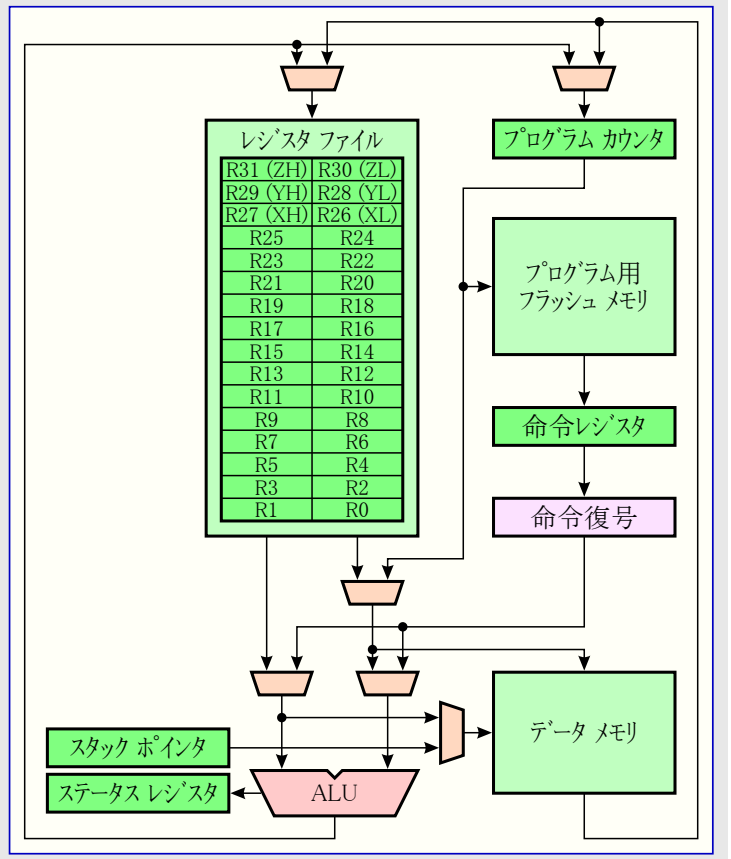 レジスタ ファイル
R31 (ZH) R30 (ZL)
R29 (YH) R28 (YL)
R27 (XH) R26 (XL)
R25 R24
R23 R22
R21 R20
R19 R18
R17 R16
R15 R14
R13 R12
R11 R10
R9 R8
R7 R6
R5 R4
R3 R2
R1 R0
プログラム カウンタ
プログラム用
フラッシュ メモリ
命令レジスタ
命令復号
スタック ポインタ
ステータス レジスタ
ALU
データ メモリ